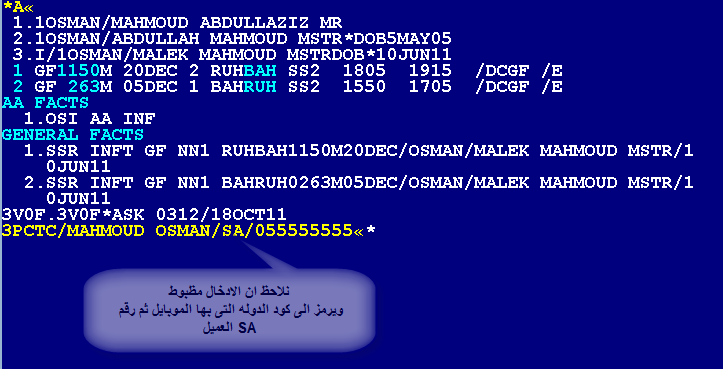 *A«
1.1OSMAN/MAHMOUD ABDULLAZIZ MR
2.1OSMAN/ABDULLAH MAHMOUD MSTR*DOB5MAY05
3.I/1OSMAN/MALEK MAHMOUD MSTRDOB*10JUN11
1 GF1150M 20DEC 2 RUHBAH SS2 1805 1915 /DCGF /E
2 GF 263M 05DEC 1 BAHRUH SS2 1550 1705 /DCGF /E
AA FACTS
1.OSI AA INF
GENERAL FACTS
1.SSR INFT GF NN1 RUHBAH1150M20DEC/OSMAN/MALEK MAHMOUD MSTR/1
0JUN11
2.SSR INFT GF NN1 BAHRUH0263M05DEC/OSMAN/MALEK MAHMOUD MSTR/1
0JUN11
3V0F.3V0F*ASK 0312/18OCT11
3PCTC/MAHMOUD OSMAN/SA/055555555«*
نلاحظ ان الادخال مظبوط
ويرمز الى كود الدوله التى بها الموبايل ثم رقم
SA العميل